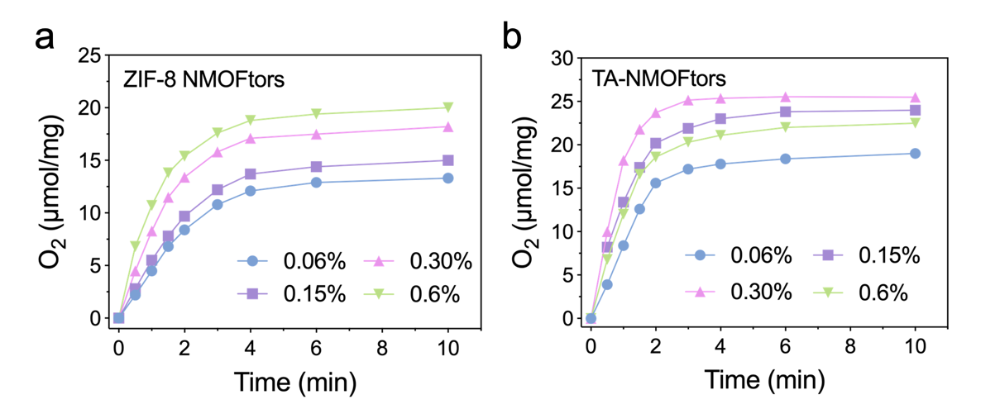 a
ZIF-8 NMOFtors
O₂ (μmol/mg)
25
20
15
10
5
0
0.06%
0.30%
0.15%
0.6%
0 2 4 6 8 10
Time (min)
b
TA-NMOFtors
O₂ (μmol/mg)
30
25
20
15
10
5
0
0.06%
0.15%
0.30%
0.6%
0 2 4 6 8 10
Time (min)